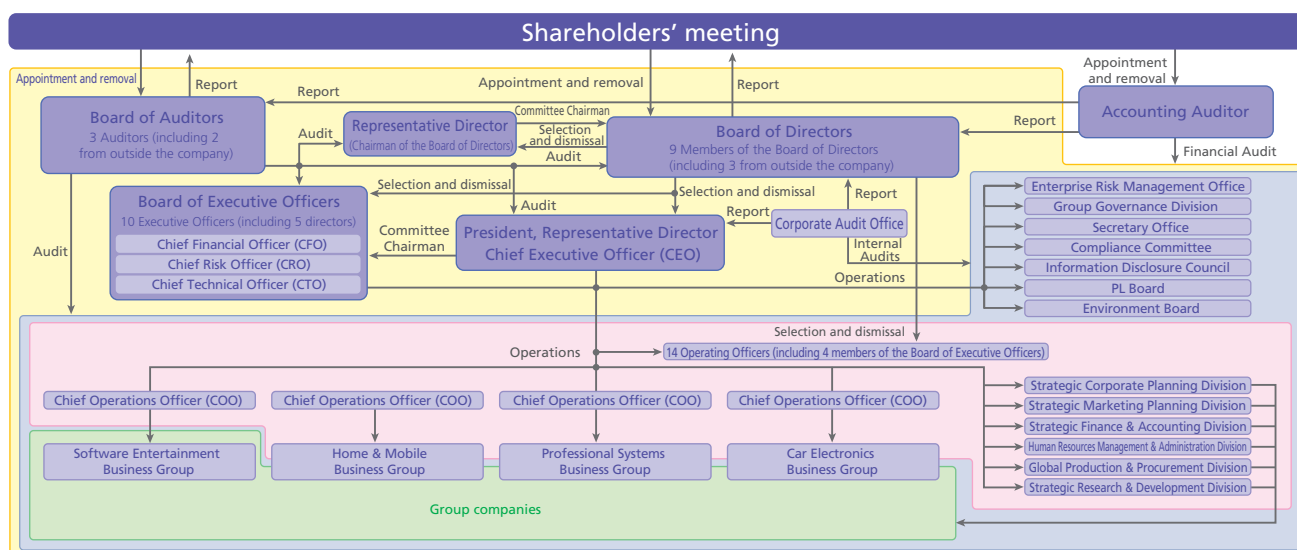 Shareholders' meeting
Appointment and removal
Report
Appointment and removal
Report
Appointment
and removal
Report
Board of Auditors
3 Auditors (including 2
from outside the company)
Audit
Representative Director
(Chairman of the Board of Directors)
Committee Chairman
Selection
and dismissal
Audit
Board of Directors
9 Members of the Board of Directors
(including 3 from outside the company)
Report
Accounting Auditor
Financial Audit
Selection and dismissal
Selection and dismissal
Report
Board of Executive Officers
10 Executive Officers (including 5 directors)
Chief Financial Officer (CFO)
Chief Risk Officer (CRO)
Chief Technical Officer (CTO)
Audit
Audit
Committee
Chairman
President, Representative Director
Chief Executive Officer (CEO)
Report
Corporate Audit Office
Internal
Audits
Operations
Enterprise Risk Management Office
Group Governance Division
Secretary Office
Compliance Committee
Information Disclosure Council
PL Board
Environment Board
Selection and dismissal
Operations
14 Operating Officers (including 4 members of the Board of Executive Officers)
Chief Operations Officer (COO)
Chief Operations Officer (COO)
Chief Operations Officer (COO)
Chief Operations Officer (COO)
Software Entertainment
Business Group
Home & Mobile
Business Group
Professional Systems
Business Group
Car Electronics
Business Group
Strategic Corporate Planning Division
Strategic Marketing Planning Division
Strategic Finance & Accounting Division
Human Resources Management & Administration Division
Global Production & Procurement Division
Strategic Research & Development Division
Group companies